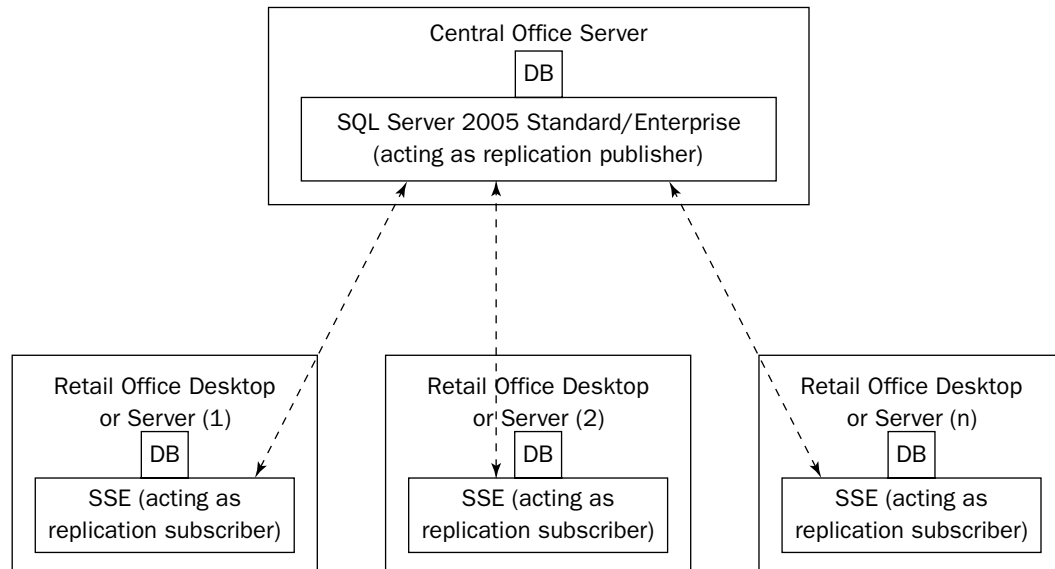 Central Office Server
DB
SQL Server 2005 Standard/Enterprise
(acting as replication publisher)
Retail Office Desktop
or Server (1)
DB
SSE (acting as
replication subscriber)
Retail Office Desktop
or Server (2)
DB
SSE (acting as
replication subscriber)
Retail Office Desktop
or Server (n)
DB
SSE (acting as
replication subscriber)